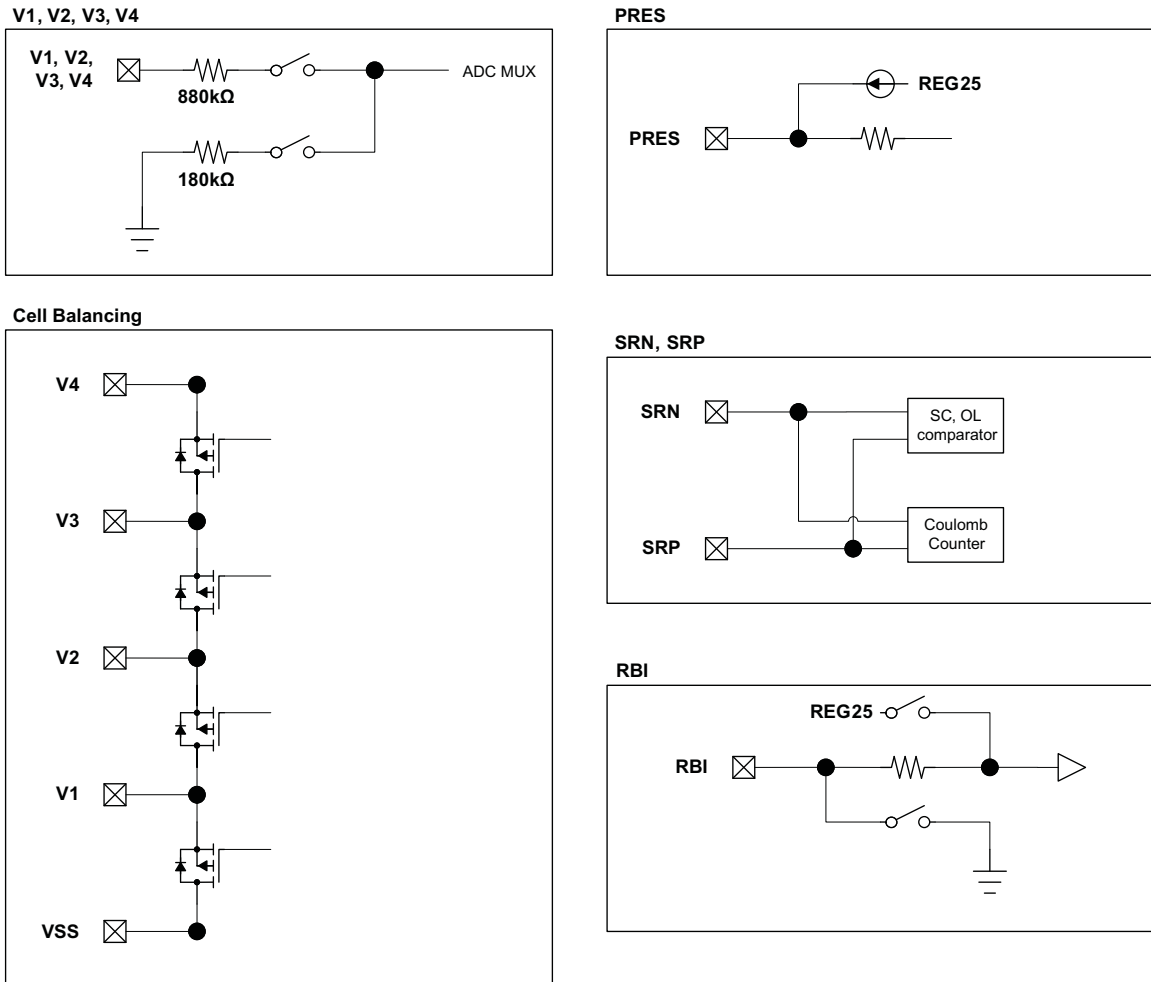 V1, V2, V3, V4
V1, V2,
V3, V4
880kΩ
ADC MUX
180kΩ
Cell Balancing
V4
V3
V2
V1
VSS
PRES
REG25
PRES
SRN, SRP
SRN
SC, OL
comparator
SRP
Coulomb
Counter
RBI
REG25
RBI